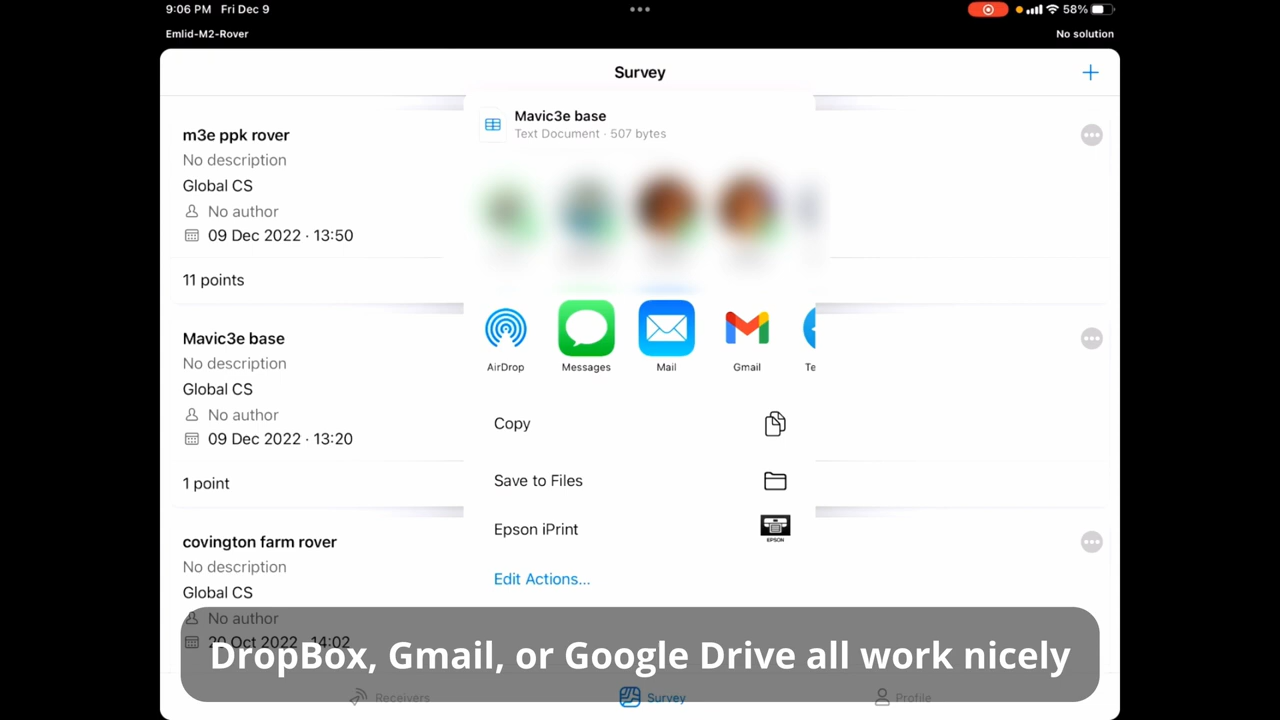 9:06 PM Fri Dec 9
58%
Emlid-M2-Rover
No solution
Survey
Mavic3e base
Text Document · 507 bytes
m3e ppk rover
No description
Global CS
No author
09 Dec 2022 · 13:50
11 points
AirDrop
Messages
Mail
Gmail
Te
Mavic3e base
No description
Global CS
No author
09 Dec 2022 · 13:20
1 point
Copy
Save to Files
Epson iPrint
EPSON
Edit Actions...
covington farm rover
No description
Global CS
No author
20 Oct 2022 · 14:02
DropBox, Gmail, or Google Drive all work nicely
Receivers
Survey
Profile